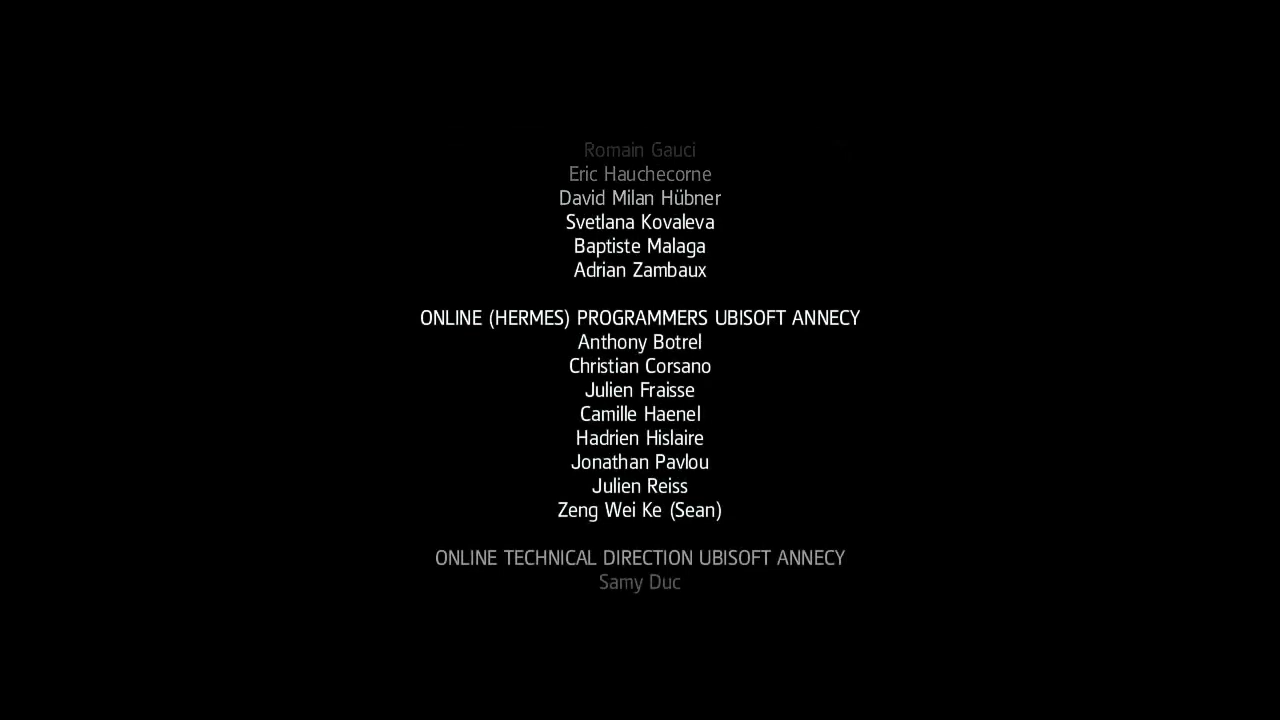 Romain Gauci
Eric Hauchecorne
David Milan Hübner
Svetlana Kovaleva
Baptiste Malaga
Adrian Zambaux
ONLINE (HERMES) PROGRAMMERS UBISOFT ANNECY
Anthony Botrel
Christian Corsano
Julien Fraisse
Camille Haenel
Hadrien Hislaire
Jonathan Pavlou
Julien Reiss
Zeng Wei Ke (Sean)
ONLINE TECHNICAL DIRECTION UBISOFT ANNECY
Samy Duc